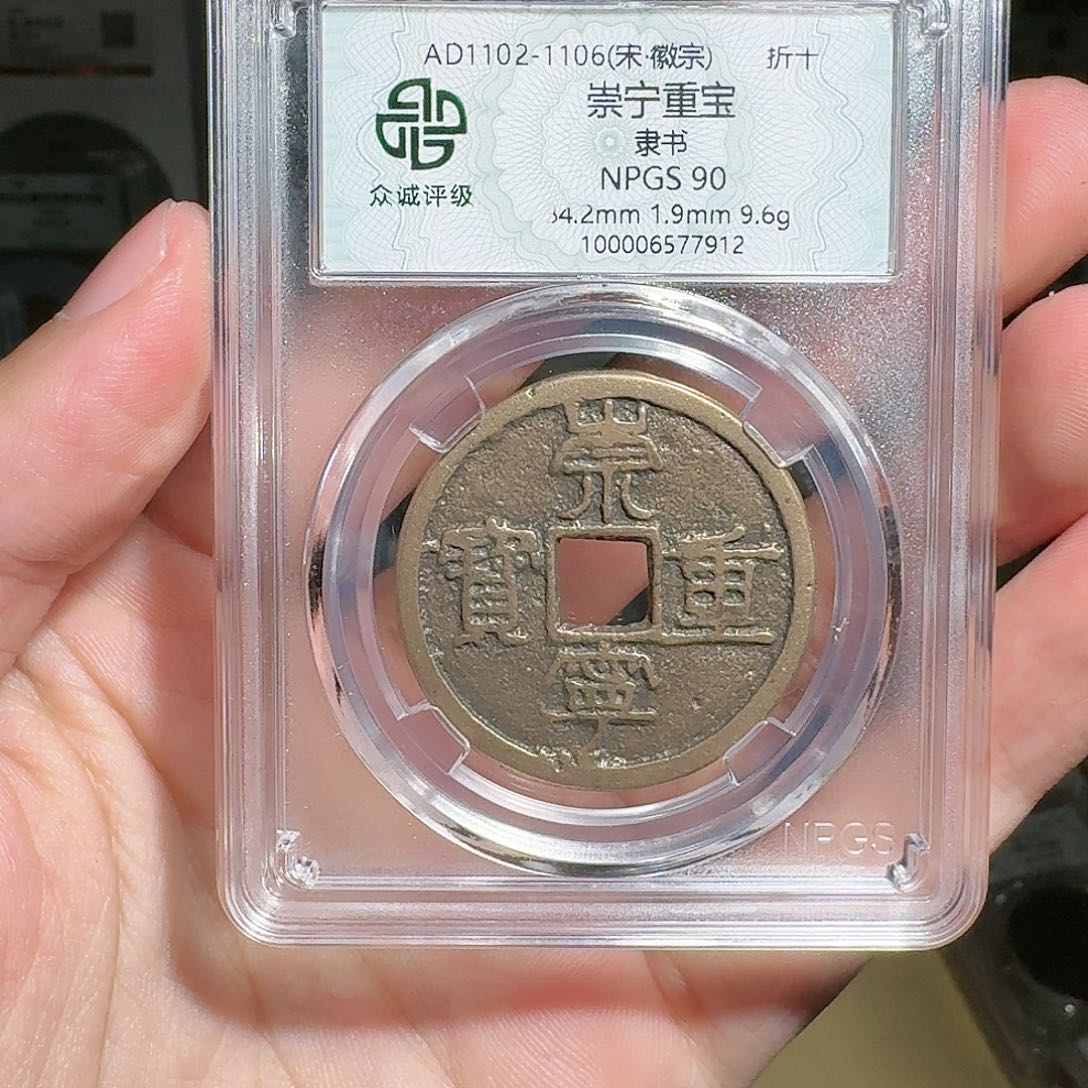 AD1102-1106(宋·徽宗) 折十
崇宁重宝
隶书
NPGS 90
34.2mm 1.9mm 9.6g
100006577912
众诚评级
崇
寶 重
寧
NPGS